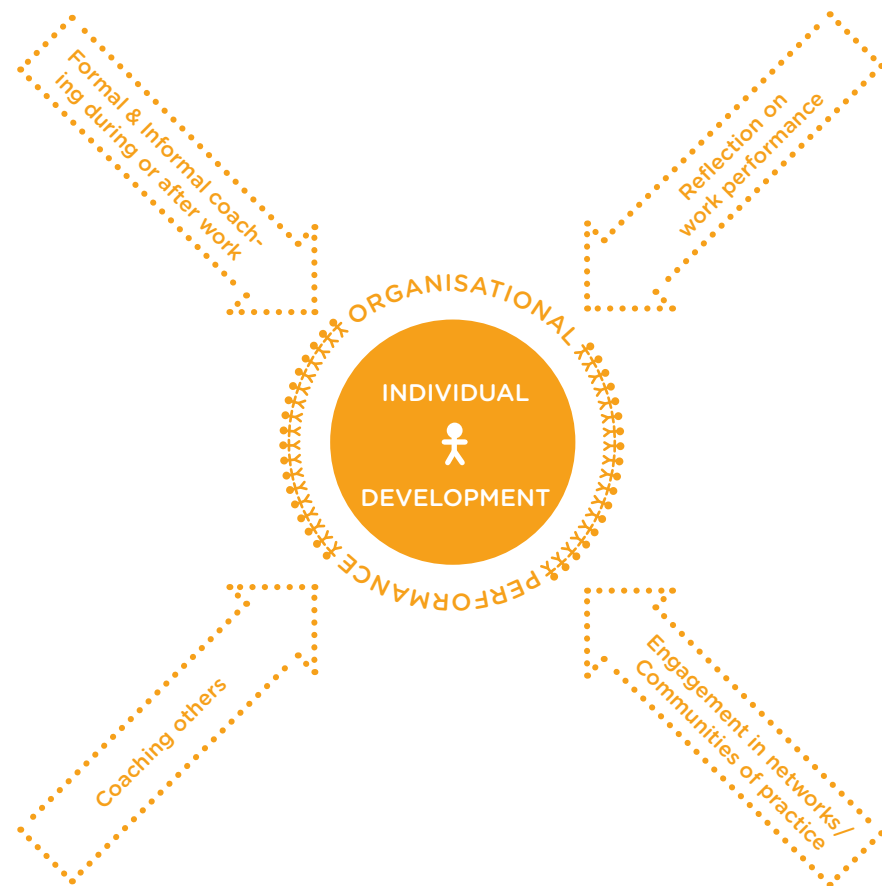 Formal & Informal coach-
ing during or after work
Reflection on
work performance
ORGANISATIONAL
INDIVIDUAL
DEVELOPMENT
PERFORMANCE
Coaching others
Engagement in networks/
Communities of practice